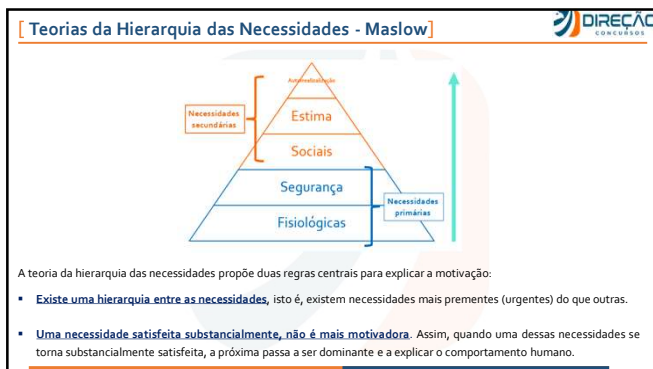 [ Teorias da Hierarquia das Necessidades - Maslow]
DIREÇÃO
CONCURSOS
Autorrealização
Necessidades
secundárias
Estima
Sociais
Segurança
Necessidades
primárias
Fisiológicas
A teoria da hierarquia das necessidades propõe duas regras centrais para explicar a motivação:
▪ Existe uma hierarquia entre as necessidades, isto é, existem necessidades mais prementes (urgentes) do que outras.
▪ Uma necessidade satisfeita substancialmente, não é mais motivadora. Assim, quando uma dessas necessidades se
torna substancialmente satisfeita, a próxima passa a ser dominante e a explicar o comportamento humano.